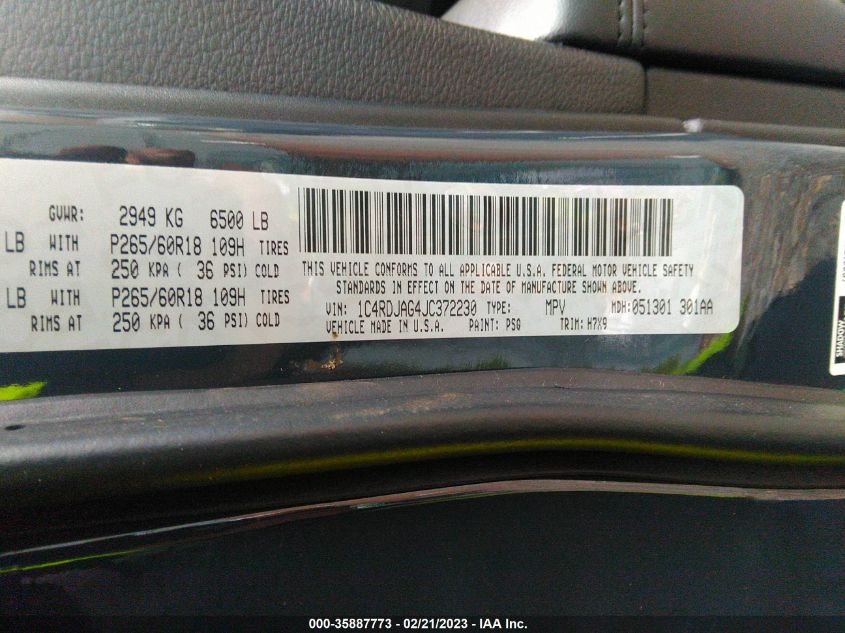 GVWR: 2949 KG 6500 LB
LB WITH P265/60R18 109H TIRES
RIMS AT 250 KPA ( 36 PSI) COLD
LB WITH P265/60R18 109H TIRES
RIMS AT 250 KPA ( 36 PSI) COLD
THIS VEHICLE CONFORMS TO ALL APPLICABLE U.S.A. FEDERAL MOTOR VEHICLE SAFETY
STANDARDS IN EFFECT ON THE DATE OF MANUFACTURE SHOWN ABOVE.
VIN: 1C4RDJAG4JC372230 TYPE: MPV MDH: 051301 301AA
VEHICLE MADE IN U.S.A. PAINT: PSQ TRIM: H7X9
SHADOW
000-35887773 - 02/21/2023 - IAA Inc.